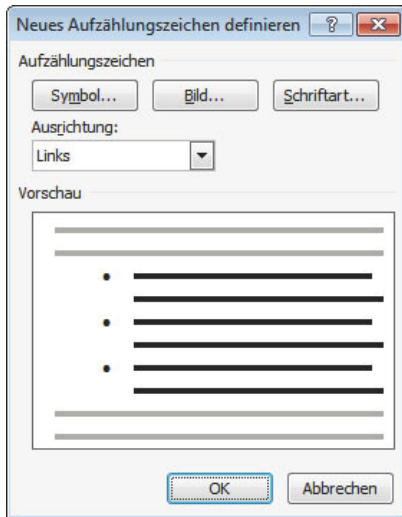 Neues Aufzählungszeichen definieren
Aufzählungszeichen
Symbol... Bild... Schriftart...
Ausrichtung:
Links
Vorschau
OK Abbrechen